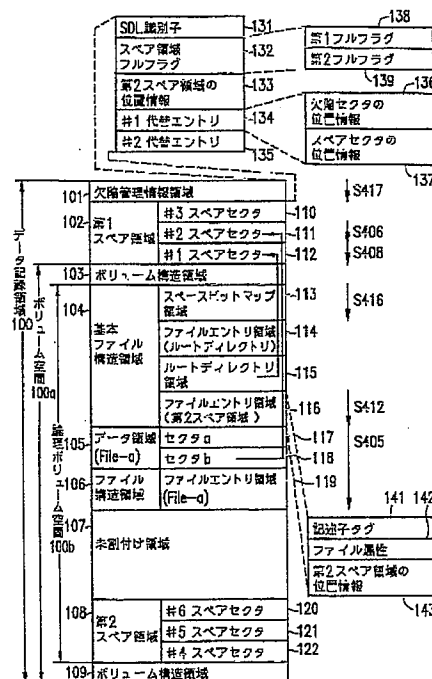 SDL識別子
131
138
スペア領域
フルフラグ
132
第1フルフラグ
第2フルフラグ
133
139
136
第2スペア領域の
位置情報
134
欠陥セクタの
位置情報
#1 代替エントリ
#2 代替エントリ
スペアセクタの
位置情報
135
137
101
欠陥管理情報領域
S417
102
第1
スペア領域
#3 スペアセクタ
110
#2 スペアセクタ
111
S406
#1 スペアセクタ
112
S408
103
ボリューム構造領域
データ記録領域 100
ボリューム空間 100a
論理ボリューム空間 100b
104
基本
ファイル
構造領域
スペースビットマップ
領域
113
S416
ファイルエントリ領域
(ルートディレクトリ)
114
ルートディレクトリ
領域
115
ファイルエントリ領域
(第2スペア領域)
116
S412
117
105
データ領域
(File-a)
セクタa
118
S405
セクタb
119
106
ファイル
構造領域
ファイルエントリ領域
(File-a)
141
142
107
未割付け領域
記述子タグ
ファイル属性
第2スペア領域の
位置情報
143
108
第2
スペア領域
#6 スペアセクタ
120
#5 スペアセクタ
121
#4 スペアセクタ
122
109
ボリューム構造領域